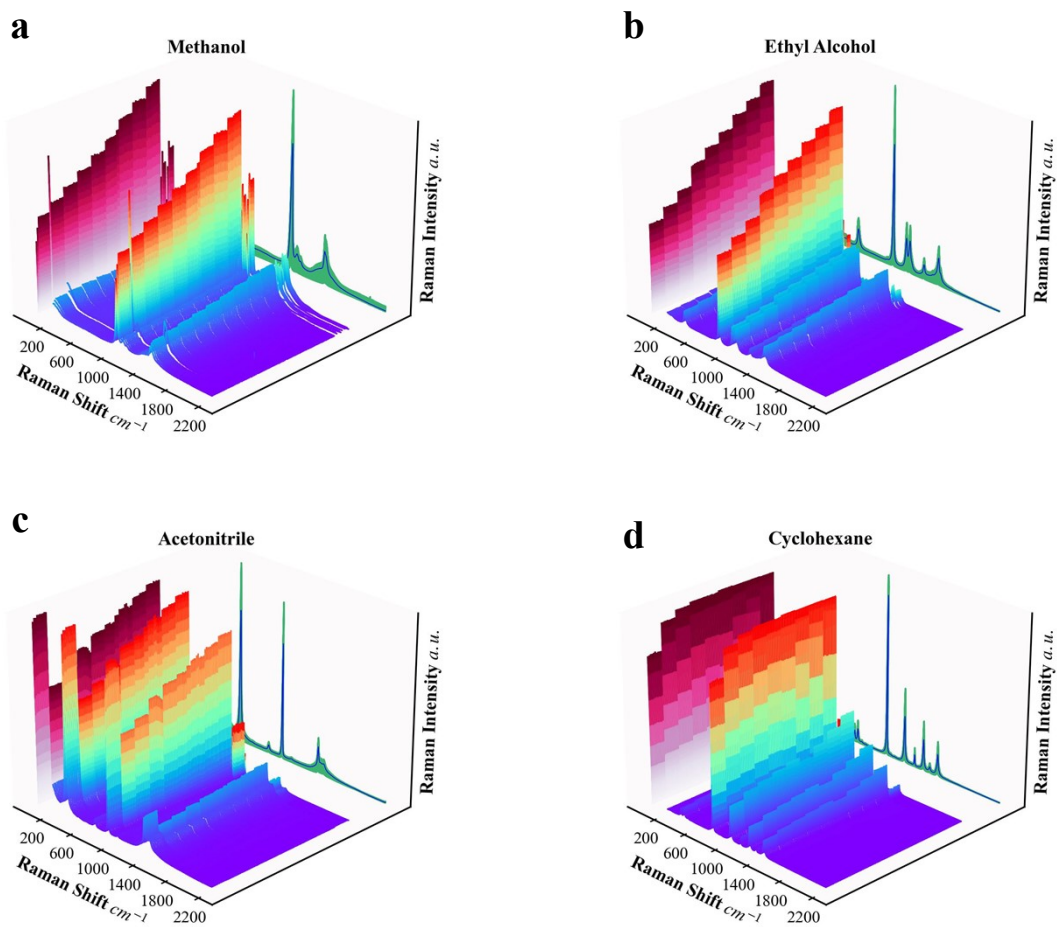 a
Methanol
Raman Intensity a.u.
200
600
1000
1400
1800
2200
Raman Shift cm⁻¹
b
Ethyl Alcohol
Raman Intensity a.u.
200
600
1000
1400
1800
2200
Raman Shift cm⁻¹
c
Acetonitrile
Raman Intensity a.u.
200
600
1000
1400
1800
2200
Raman Shift cm⁻¹
d
Cyclohexane
Raman Intensity a.u.
200
600
1000
1400
1800
2200
Raman Shift cm⁻¹